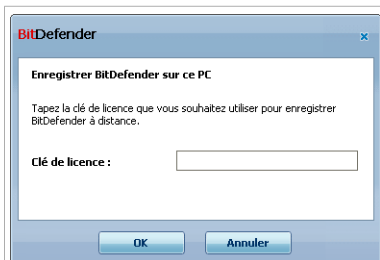 BitDefender
Enregistrer BitDefender sur ce PC
Tapez la clé de licence que vous souhaitez utiliser pour enregistrer
BitDefender à distance.
Clé de licence :
OK Annuler